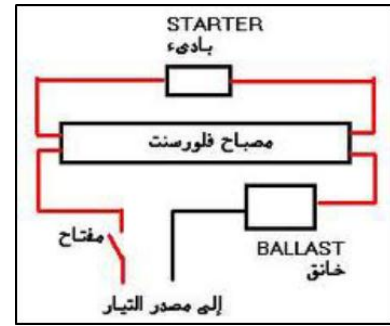 STARTER
بادىء
مصباح فلورسنت
مفتاح
BALLAST
خانق
إلى مصدر التيار